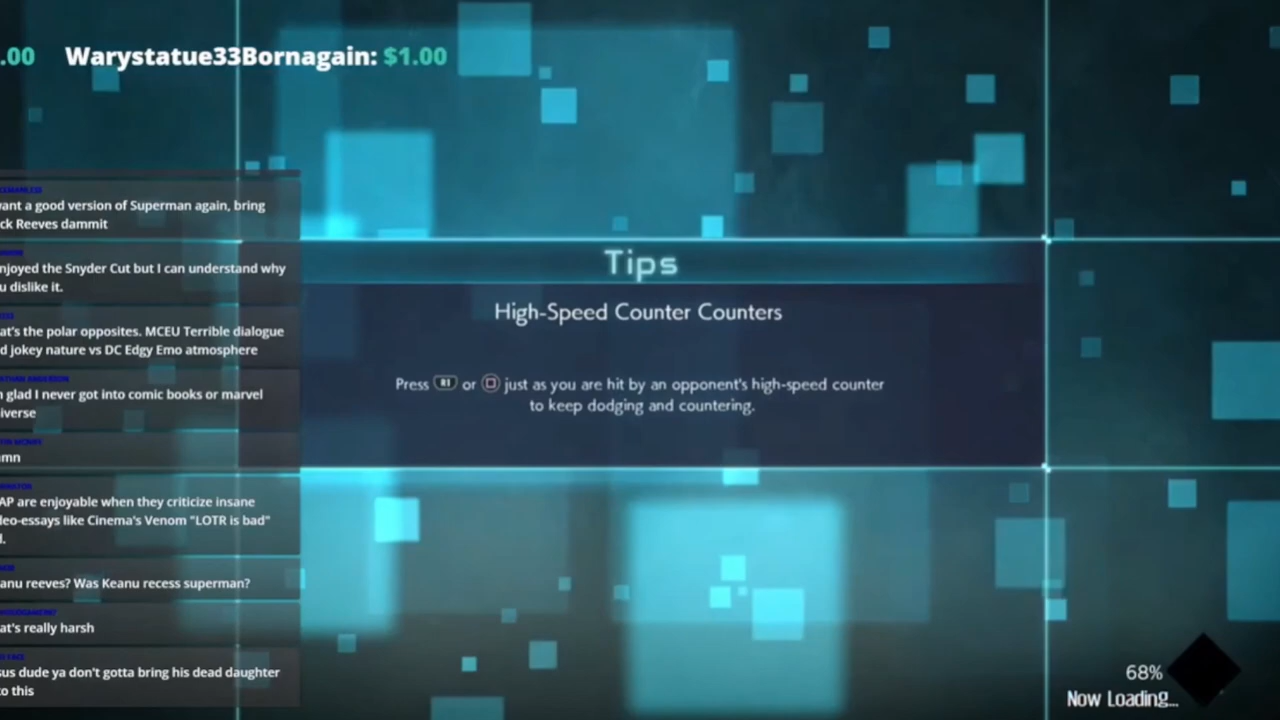 .00 Warystatue33Bornagain: $1.00
want a good version of Superman again, bring
ck Reeves dammit
njoyed the Snyder Cut but I can understand why
u dislike it.
at's the polar opposites. MCEU Terrible dialogue
d jokey nature vs DC Edgy Emo atmosphere
THAN ANDERSON
n glad I never got into comic books or marvel
iverse
mn
AP are enjoyable when they criticize insane
deo-essays like Cinema's Venom "LOTR is bad"
d.
anu reeves? Was Keanu recess superman?
at's really harsh
sus dude ya don't gotta bring his dead daughter
to this
Tips
High-Speed Counter Counters
Press R1 or just as you are hit by an opponent's high-speed counter
to keep dodging and countering.
68%
Now Loading...